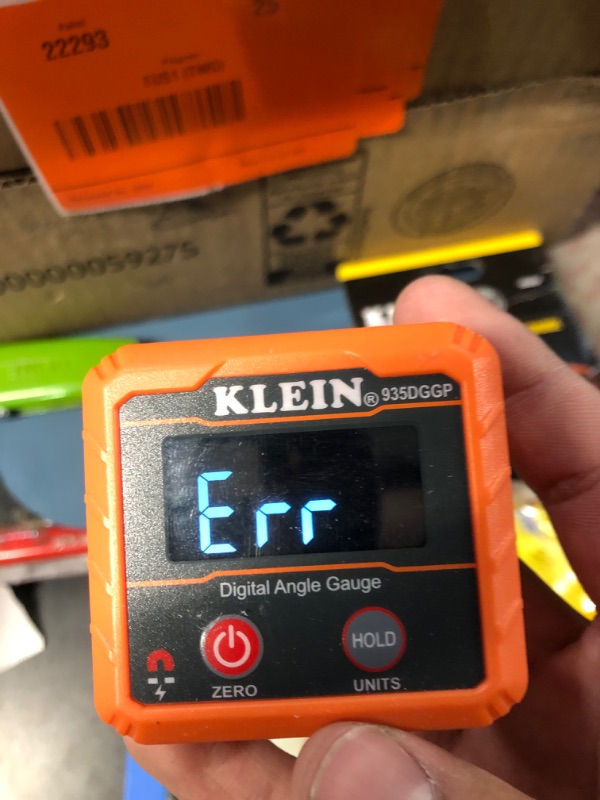 22293
KLEIN® 935DGGP
Err
Digital Angle Gauge
HOLD
ZERO
UNITS